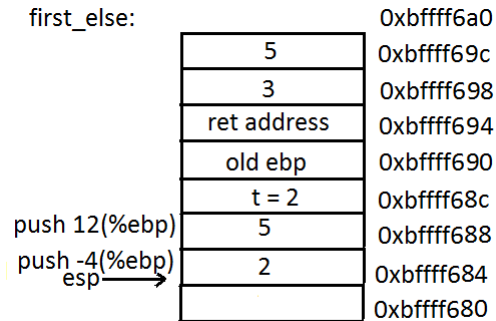 first_else: 0xbffff6a0
5 0xbffff69c
3 0xbffff698
ret address 0xbffff694
old ebp 0xbffff690
t = 2 0xbffff68c
push 12(%ebp) 5 0xbffff688
push -4(%ebp) 2 0xbffff684
esp
0xbffff680